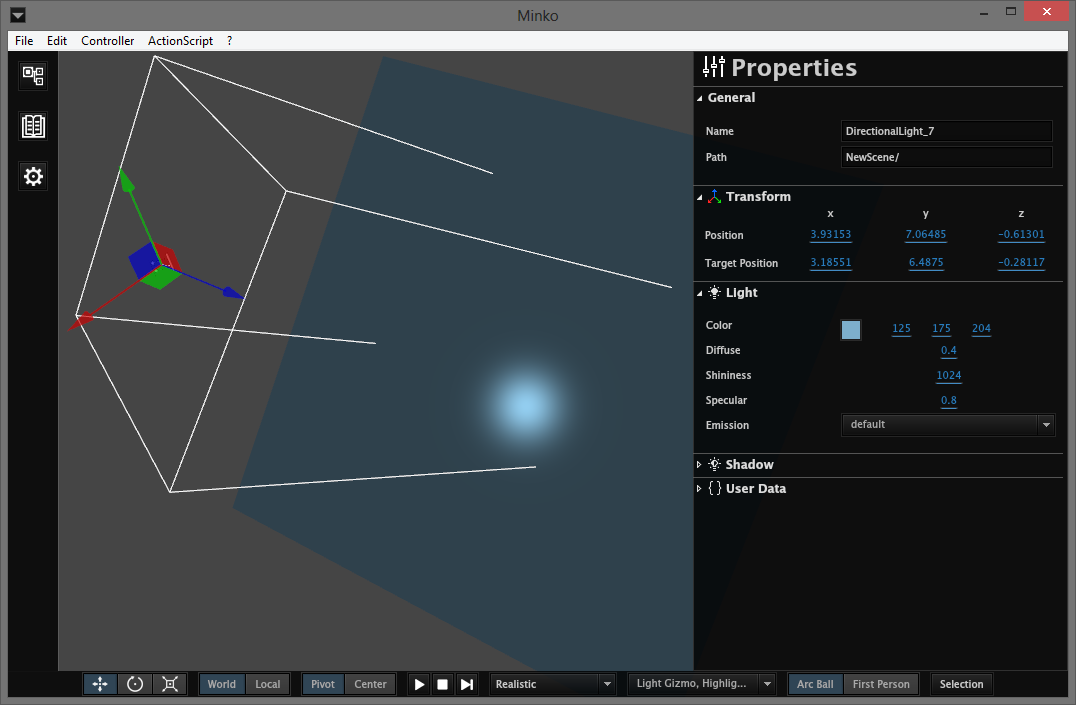 Minko
File Edit Controller ActionScript ?
Properties
General
Name DirectionalLight_7
Path NewScene/
Transform
x y z
Position 3.93153 7.06485 -0.61301
Target Position 3.18551 6.4875 -0.28117
Light
Color 125 175 204
Diffuse 0.4
Shininess 1024
Specular 0.8
Emission default
Shadow
{ } User Data
World Local Pivot Center Realistic Light Gizmo, Highlig... Arc Ball First Person Selection